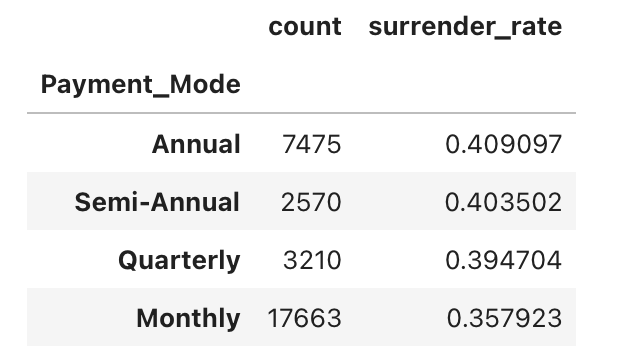 count surrender_rate
Payment_Mode
Annual 7475 0.409097
Semi-Annual 2570 0.403502
Quarterly 3210 0.394704
Monthly 17663 0.357923